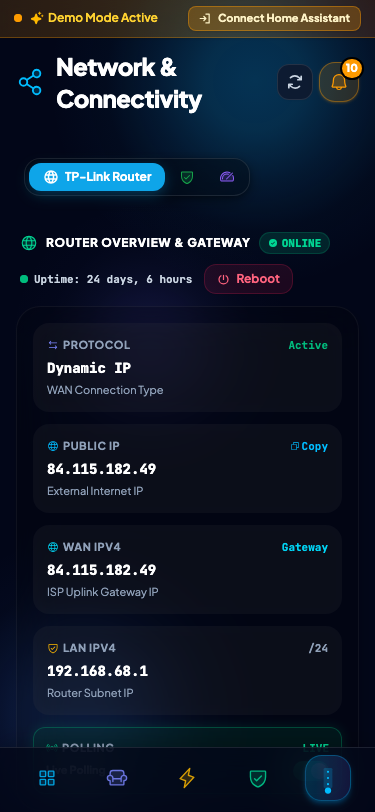 Demo Mode Active
Connect Home Assistant
Network &
Connectivity
10
TP-Link Router
ROUTER OVERVIEW & GATEWAY
ONLINE
Uptime: 24 days, 6 hours
Reboot
PROTOCOL
Active
Dynamic IP
WAN Connection Type
PUBLIC IP
Copy
84.115.182.49
External Internet IP
WAN IPV4
Gateway
84.115.182.49
ISP Uplink Gateway IP
LAN IPV4
/24
192.168.68.1
Router Subnet IP
POLLING
LIVE
Polling